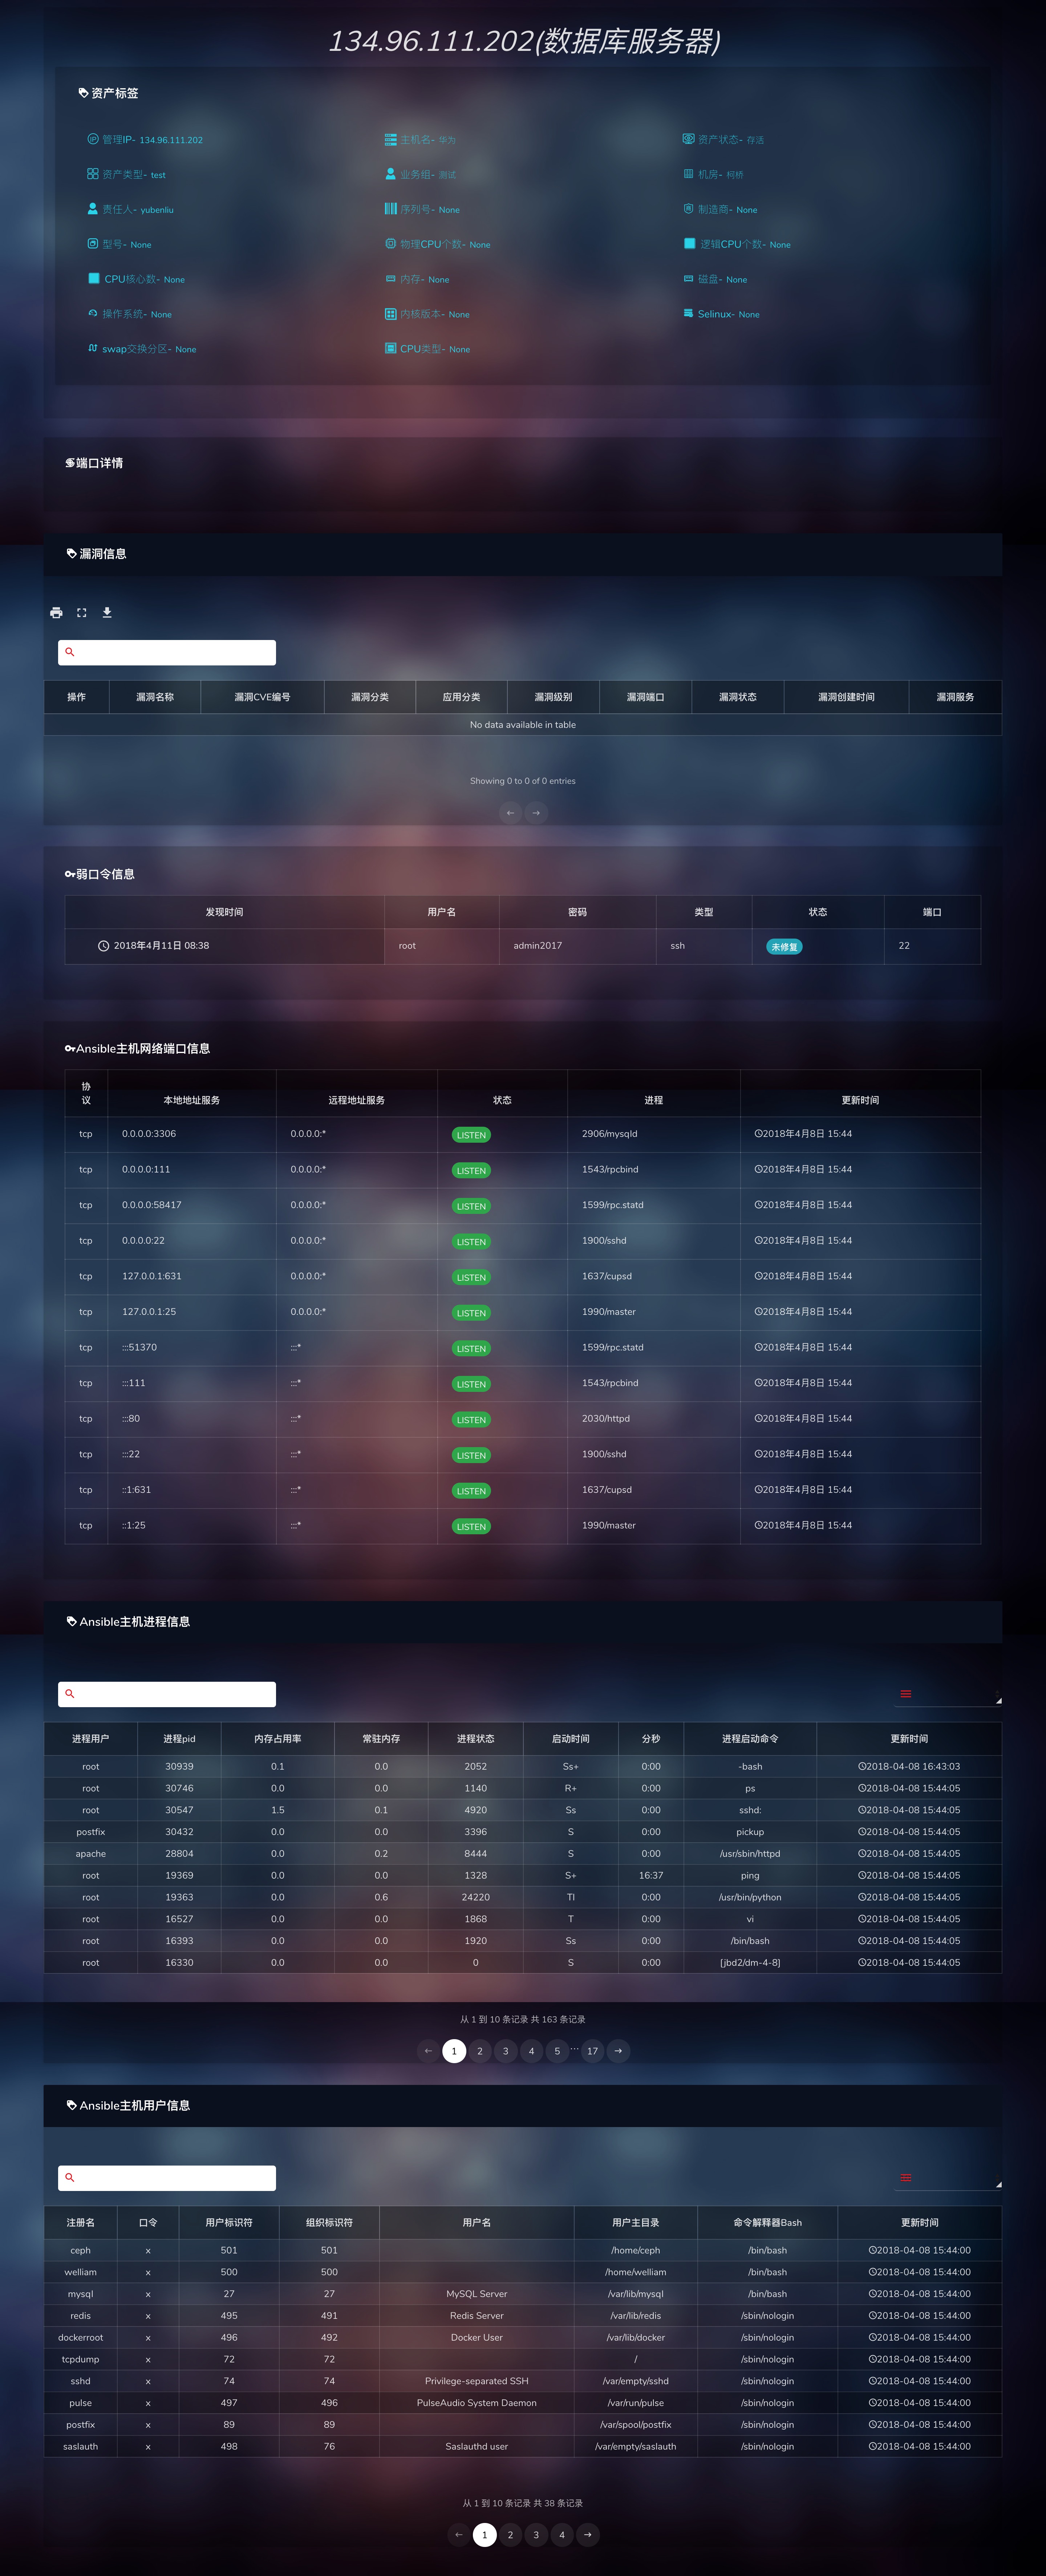 134.96.111.202(数据库服务器)
资产标签
管理IP- 134.96.111.202 主机名- 华为 资产状态- 存活
资产类型- test 业务组- 测试 机房- 柯桥
责任人- yubenliu 序列号- None 制造商- None
型号- None 物理CPU个数- None 逻辑CPU个数- None
CPU核心数- None 内存- None 磁盘- None
操作系统- None 内核版本- None Selinux- None
swap交换分区- None CPU类型- None
端口详情
漏洞信息
操作 漏洞名称 漏洞CVE编号 漏洞分类 应用分类 漏洞级别 漏洞端口 漏洞状态 漏洞创建时间 漏洞服务
No data available in table
Showing 0 to 0 of 0 entries
← →
弱口令信息
发现时间 用户名 密码 类型 状态 端口
2018年4月11日 08:38 root admin2017 ssh 未修复 22
Ansible主机网络端口信息
协议 本地地址服务 远程地址服务 状态 进程 更新时间
tcp 0.0.0.0:3306 0.0.0.0:* LISTEN 2906/mysqld 2018年4月8日 15:44
tcp 0.0.0.0:111 0.0.0.0:* LISTEN 1543/rpcbind 2018年4月8日 15:44
tcp 0.0.0.0:58417 0.0.0.0:* LISTEN 1599/rpc.statd 2018年4月8日 15:44
tcp 0.0.0.0:22 0.0.0.0:* LISTEN 1900/sshd 2018年4月8日 15:44
tcp 127.0.0.1:631 0.0.0.0:* LISTEN 1637/cupsd 2018年4月8日 15:44
tcp 127.0.0.1:25 0.0.0.0:* LISTEN 1990/master 2018年4月8日 15:44
tcp :::51370 :::* LISTEN 1599/rpc.statd 2018年4月8日 15:44
tcp :::111 :::* LISTEN 1543/rpcbind 2018年4月8日 15:44
tcp :::80 :::* LISTEN 2030/httpd 2018年4月8日 15:44
tcp :::22 :::* LISTEN 1900/sshd 2018年4月8日 15:44
tcp ::1:631 :::* LISTEN 1637/cupsd 2018年4月8日 15:44
tcp ::1:25 :::* LISTEN 1990/master 2018年4月8日 15:44
Ansible主机进程信息
进程用户 进程pid 内存占用率 常驻内存 进程状态 启动时间 分秒 进程启动命令 更新时间
root 30939 0.1 0.0 2052 Ss+ 0:00 -bash 2018-04-08 16:43:03
root 30746 0.0 0.0 1140 R+ 0:00 ps 2018-04-08 15:44:05
root 30547 1.5 0.1 4920 Ss 0:00 sshd: 2018-04-08 15:44:05
postfix 30432 0.0 0.0 3396 S 0:00 pickup 2018-04-08 15:44:05
apache 28804 0.0 0.2 8444 S 0:00 /usr/sbin/httpd 2018-04-08 15:44:05
root 19369 0.0 0.0 1328 S+ 16:37 ping 2018-04-08 15:44:05
root 19363 0.0 0.6 24220 Tl 0:00 /usr/bin/python 2018-04-08 15:44:05
root 16527 0.0 0.0 1868 T 0:00 vi 2018-04-08 15:44:05
root 16393 0.0 0.0 1920 Ss 0:00 /bin/bash 2018-04-08 15:44:05
root 16330 0.0 0.0 0 S 0:00 [jbd2/dm-4-8] 2018-04-08 15:44:05
从 1 到 10 条记录 共 163 条记录
← 1 2 3 4 5 … 17 →
Ansible主机用户信息
注册名 口令 用户标识符 组织标识符 用户名 用户主目录 命令解释器Bash 更新时间
ceph x 501 501 /home/ceph /bin/bash 2018-04-08 15:44:00
welliam x 500 500 /home/welliam /bin/bash 2018-04-08 15:44:00
mysql x 27 27 MySQL Server /var/lib/mysql /bin/bash 2018-04-08 15:44:00
redis x 495 491 Redis Server /var/lib/redis /sbin/nologin 2018-04-08 15:44:00
dockerroot x 496 492 Docker User /var/lib/docker /sbin/nologin 2018-04-08 15:44:00
tcpdump x 72 72 / /sbin/nologin 2018-04-08 15:44:00
sshd x 74 74 Privilege-separated SSH /var/empty/sshd /sbin/nologin 2018-04-08 15:44:00
pulse x 497 496 PulseAudio System Daemon /var/run/pulse /sbin/nologin 2018-04-08 15:44:00
postfix x 89 89 /var/spool/postfix /sbin/nologin 2018-04-08 15:44:00
saslauth x 498 76 Saslauthd user /var/empty/saslauth /sbin/nologin 2018-04-08 15:44:00
从 1 到 10 条记录 共 38 条记录
← 1 2 3 4 →